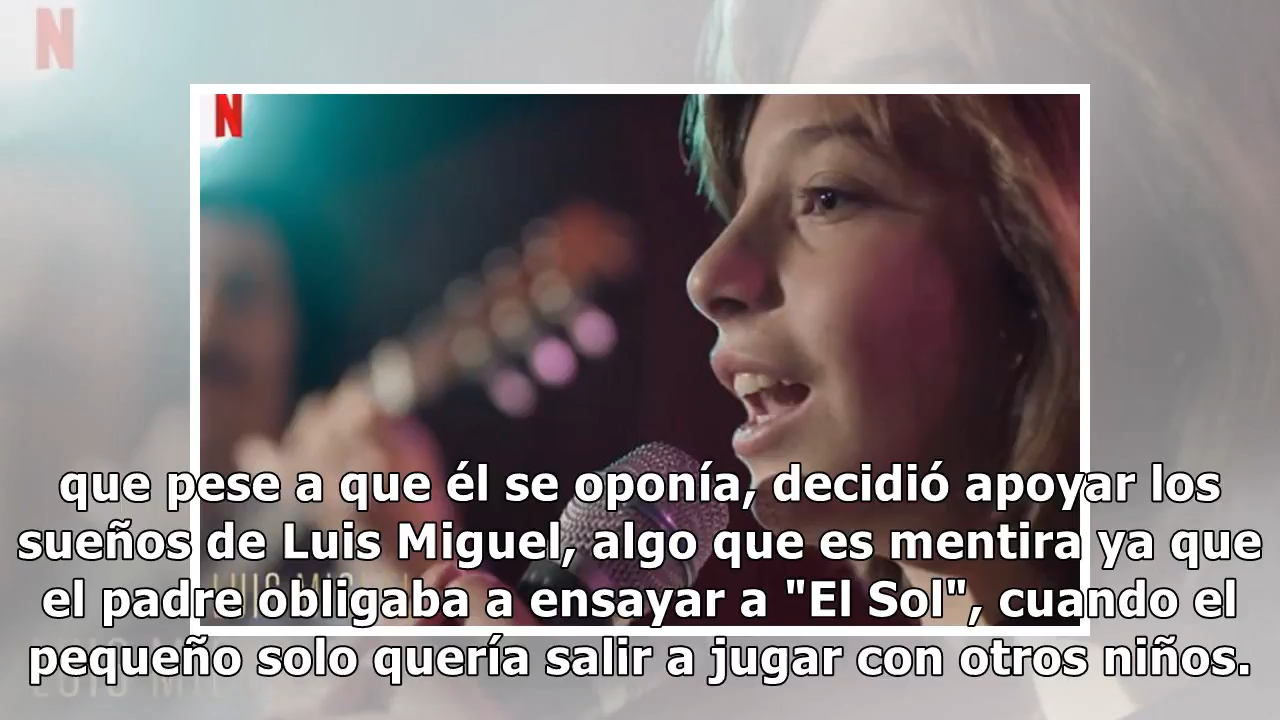 N
N
que pese a que él se oponía, decidió apoyar los
sueños de Luis Miguel, algo que es mentira ya que
el padre obligaba a ensayar a "El Sol", cuando el
pequeño solo quería salir a jugar con otros niños.